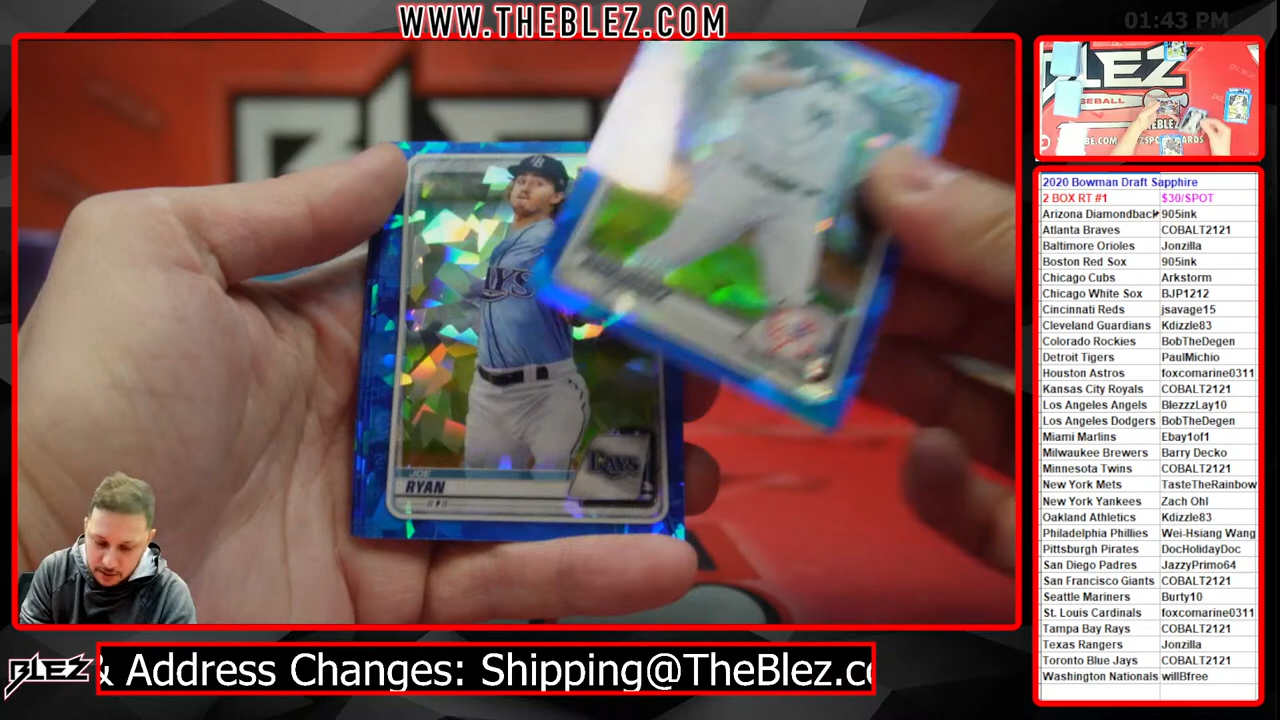 WWW.THEBLEZ.COM
01:43 PM
BLEZ
RAYS
RAYS
JOE
RYAN
BLEZ
BASEBALL
2020 Bowman Draft Sapphire
2 BOX RT #1 $30/SPOT
Arizona Diamondback 905ink
Atlanta Braves COBALT2121
Baltimore Orioles Jonzilla
Boston Red Sox 905ink
Chicago Cubs Arkstorm
Chicago White Sox BJP1212
Cincinnati Reds jsavage15
Cleveland Guardians Kdizzle83
Colorado Rockies BobTheDegen
Detroit Tigers PaulMichio
Houston Astros foxcomarine0311
Kansas City Royals COBALT2121
Los Angeles Angels BlezzzLay10
Los Angeles Dodgers BobTheDegen
Miami Marlins Ebay1of1
Milwaukee Brewers Barry Decko
Minnesota Twins COBALT2121
New York Mets TasteTheRainbow
New York Yankees Zach Ohl
Oakland Athletics Kdizzle83
Philadelphia Phillies Wei-Hsiang Wang
Pittsburgh Pirates DocHolidayDoc
San Diego Padres JazzyPrimo64
San Francisco Giants COBALT2121
Seattle Mariners Burty10
St. Louis Cardinals foxcomarine0311
Tampa Bay Rays COBALT2121
Texas Rangers Jonzilla
Toronto Blue Jays COBALT2121
Washington Nationals willBfree
BLEZ
& Address Changes: Shipping@TheBlez.co